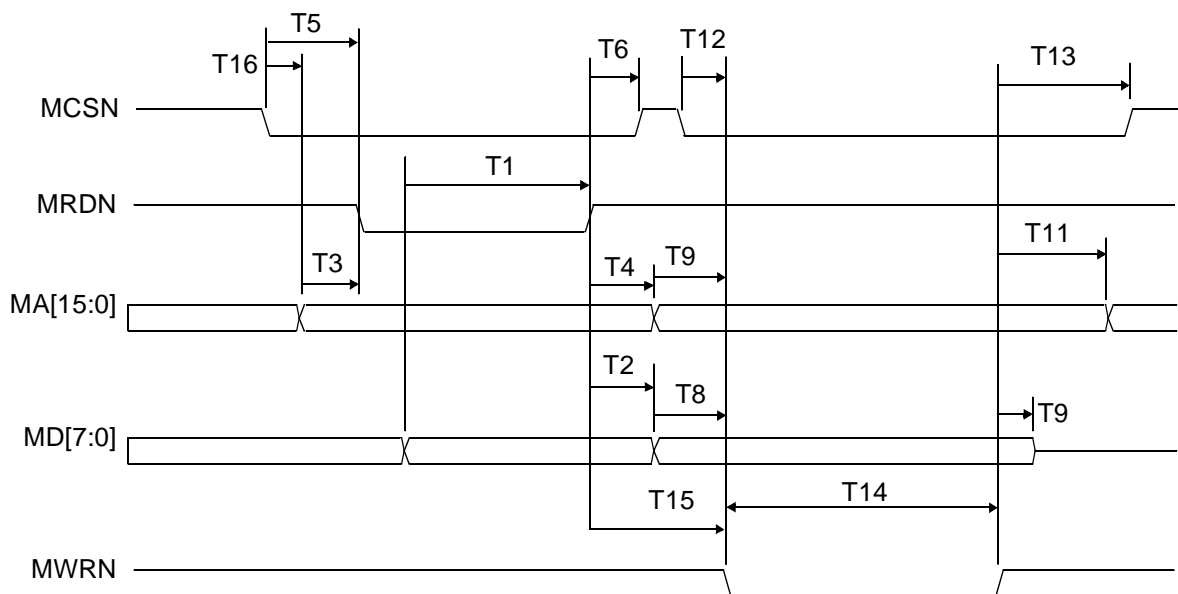 T5
T6
T12
T16
T13
MCSN
T1
MRDN
T11
T3
T4
T9
MA[15:0]
T2
T8
T9
MD[7:0]
T15
T14
MWRN